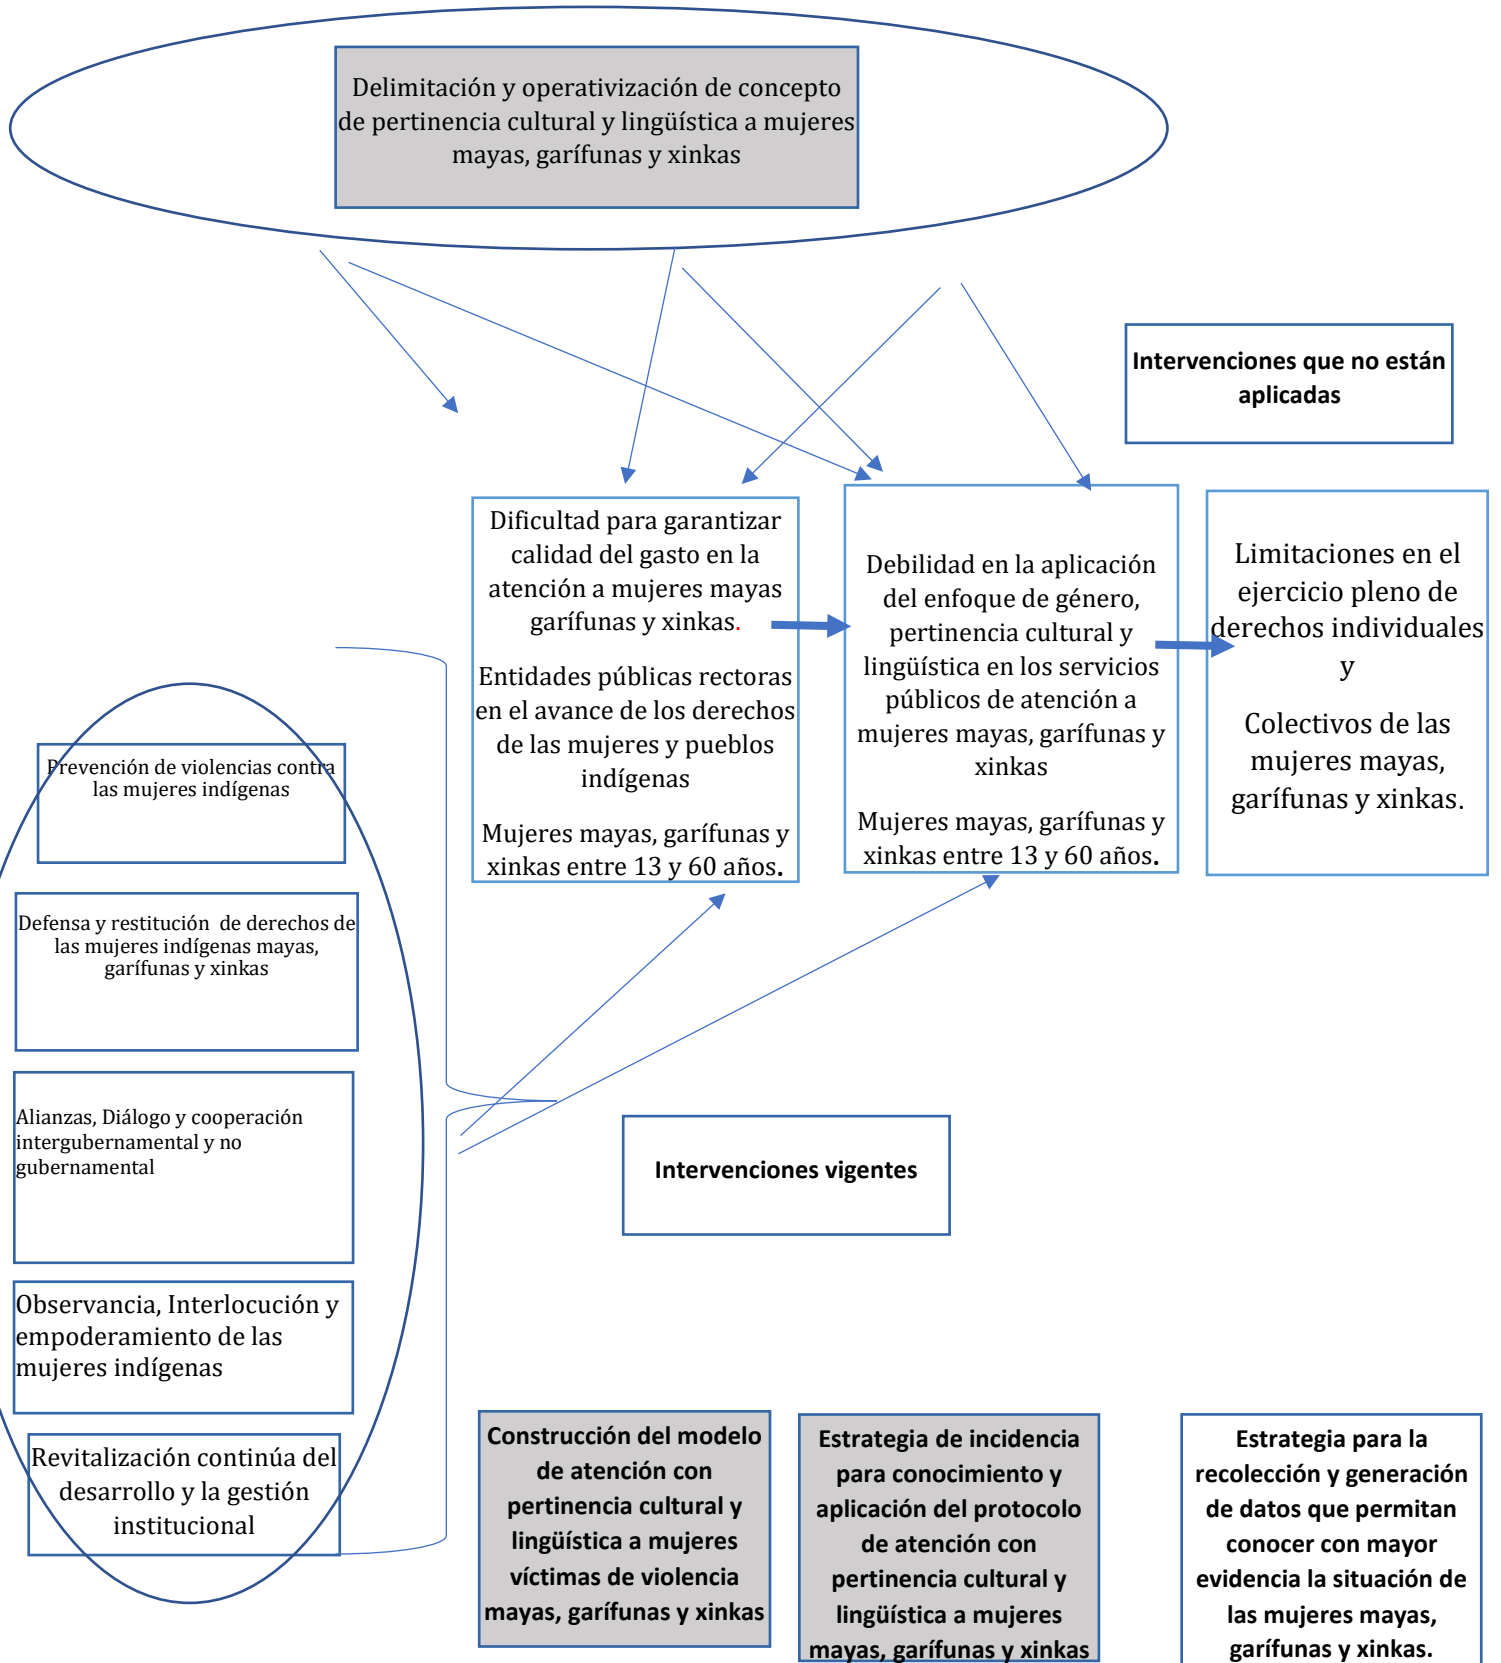 Delimitación y operativización de concepto
de pertinencia cultural y lingüística a mujeres
mayas, garífunas y xinkas
Intervenciones que no están
aplicadas
Dificultad para garantizar
calidad del gasto en la
atención a mujeres mayas
garífunas y xinkas.
Entidades públicas rectoras
en el avance de los derechos
de las mujeres y pueblos
indígenas
Mujeres mayas, garífunas y
xinkas entre 13 y 60 años.
Debilidad en la aplicación
del enfoque de género,
pertinencia cultural y
lingüística en los servicios
públicos de atención a
mujeres mayas, garífunas y
xinkas
Mujeres mayas, garífunas y
xinkas entre 13 y 60 años.
Limitaciones en el
ejercicio pleno de
derechos individuales
y
Colectivos de las
mujeres mayas,
garífunas y xinkas.
Prevención de violencias contra
las mujeres indígenas
Defensa y restitución  de derechos de
las mujeres indígenas mayas,
garífunas y xinkas
Alianzas, Diálogo y cooperación
intergubernamental y no
gubernamental
Observancia, Interlocución y
empoderamiento de las
mujeres indígenas
Revitalización continúa del
desarrollo y la gestión
institucional
Intervenciones vigentes
Construcción del modelo
de atención con
pertinencia cultural y
lingüística a mujeres
víctimas de violencia
mayas, garífunas y xinkas
Estrategia de incidencia
para conocimiento y
aplicación del protocolo
de atención con
pertinencia cultural y
lingüística a mujeres
mayas, garífunas y xinkas
Estrategia para la
recolección y generación
de datos que permitan
conocer con mayor
evidencia la situación de
las mujeres mayas,
garífunas y xinkas.